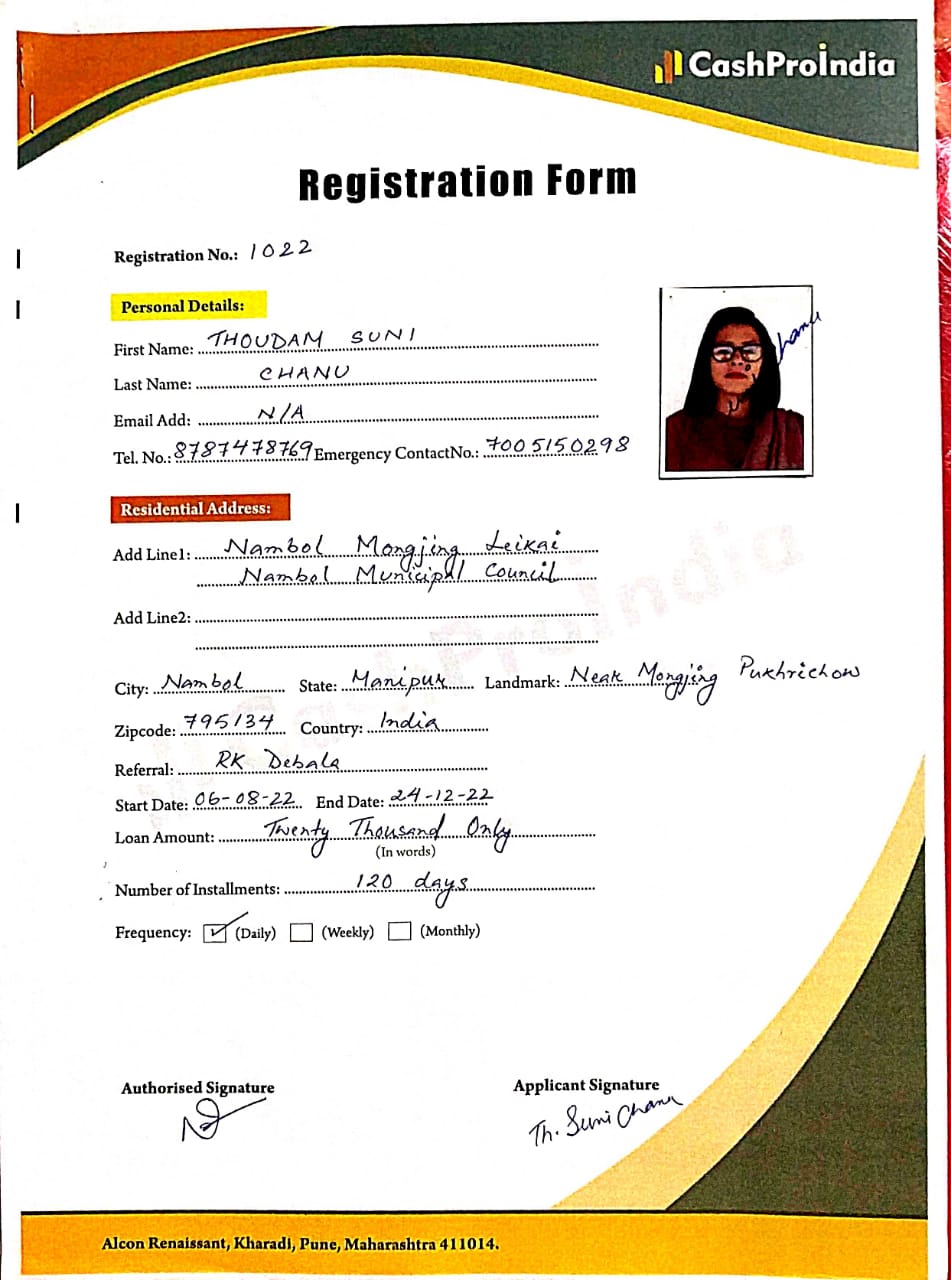 CashProIndia
Registration Form
Registration No.: 1022
Personal Details:
First Name: THOUDAM SUNI
Last Name: CHANU
Email Add: N/A
Tel. No.: 8787478769 Emergency ContactNo.: 7005150298
Chanu
Residential Address:
Add Line1: Nambol Mongjing Leikai
Nambol Municipal Council
Add Line2:
City: Nambol State: Manipur Landmark: Near Mongjing Pukhrichow
Zipcode: 795134 Country: India
Referral: RK Debala
Start Date: 06-08-22 End Date: 24-12-22
Loan Amount: Twenty Thousand Only
(In words)
Number of Installments: 120 days
Frequency: (Daily) (Weekly) (Monthly)
Authorised Signature Applicant Signature
Th. Suni Chanu
Alcon Renaissant, Kharadi, Pune, Maharashtra 411014.
CashProIndia